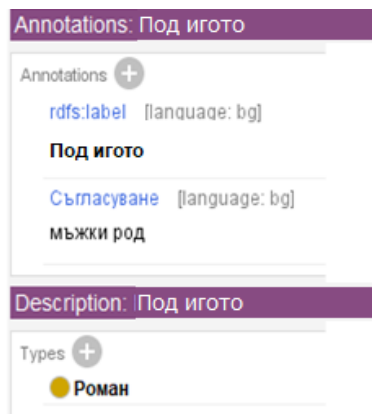 Annotations: Под игото
Annotations
rdfs:label [language: bg]
Под игото
Съгласуване [language: bg]
мъжки род
Description: Под игото
Types
Роман